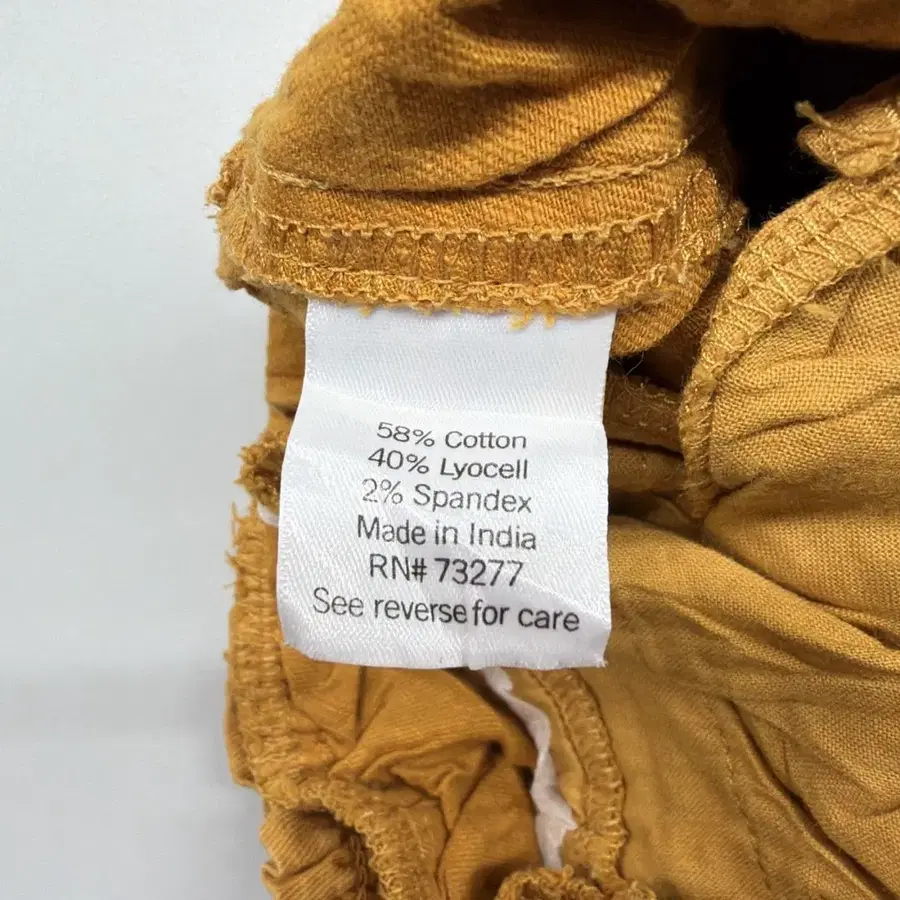 58% Cotton
40% Lyocell
2% Spandex
Made in India
RN# 73277
See reverse for care